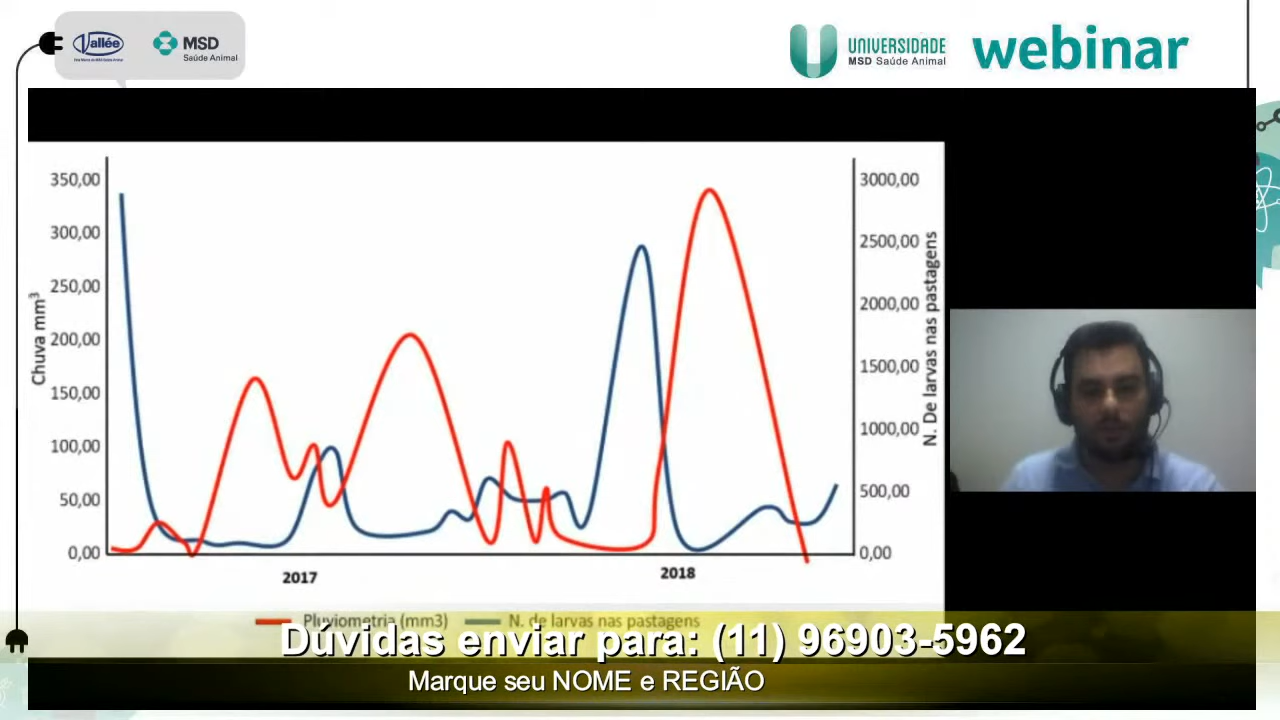 Vallée
MSD
Saúde Animal
UNIVERSIDADE
MSD Saúde Animal
webinar
Chuva mm³
350,00
300,00
250,00
200,00
150,00
100,00
50,00
0,00
3000,00
2500,00
2000,00
1500,00
1000,00
500,00
0,00
N. De larvas nas pastagens
2017
2018
Pluviometria (mm3)
N. de larvas nas pastagens
Dúvidas enviar para: (11) 96903-5962
Marque seu NOME e REGIÃO